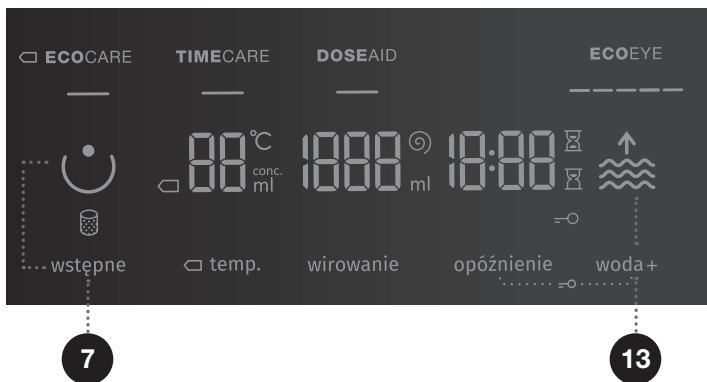 ECOCARE TIMECARE DOSEAID ECOEYE
88 °C 1888 18:88
conc.
ml ml
wstępne temp. wirowanie opóźnienie woda+
7 13